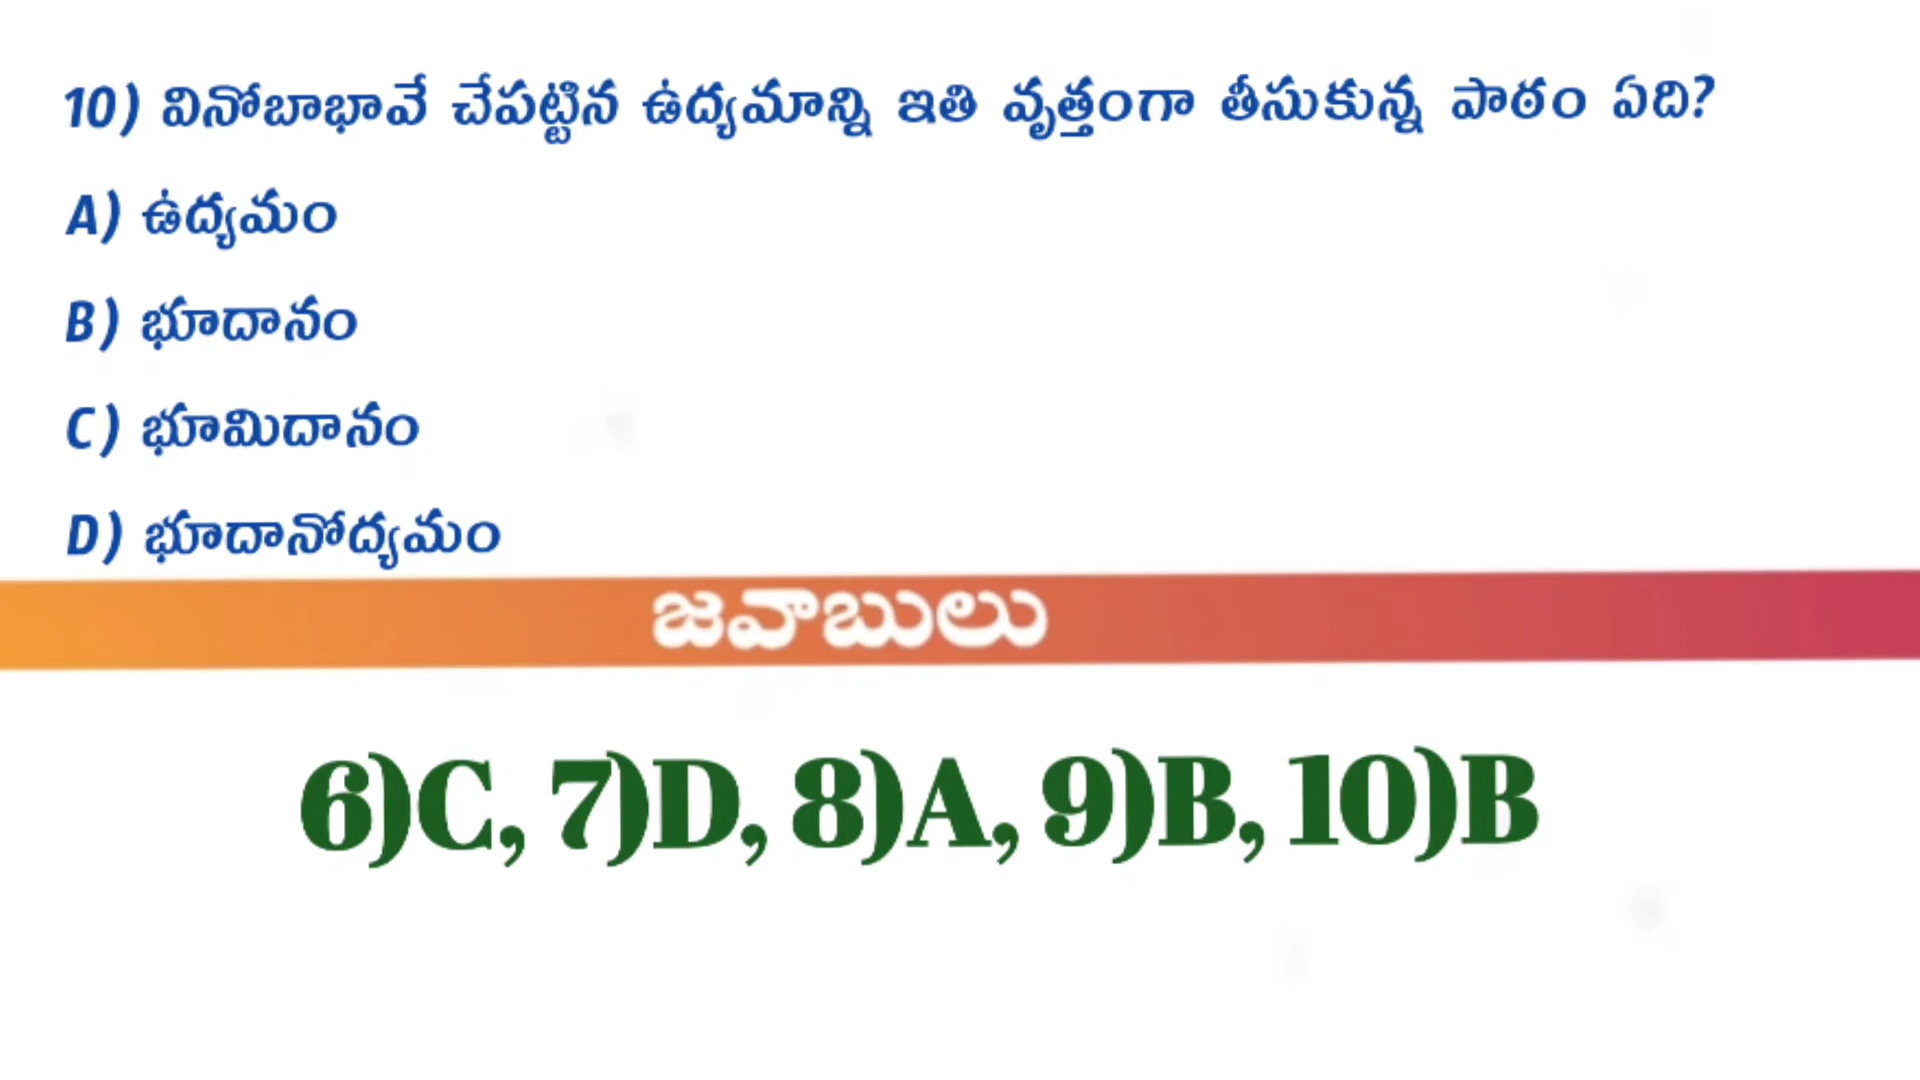 10) వినోబాభావే చేపట్టిన ఉద్యమాన్ని ఇతి వృత్తంగా తీసుకున్న పాఠం ఏది?
A) ఉద్యమం
B) భూదానం
C) భూమిదానం
D) భూదానోద్యమం
జవాబులు
6)C, 7)D, 8)A, 9)B, 10)B